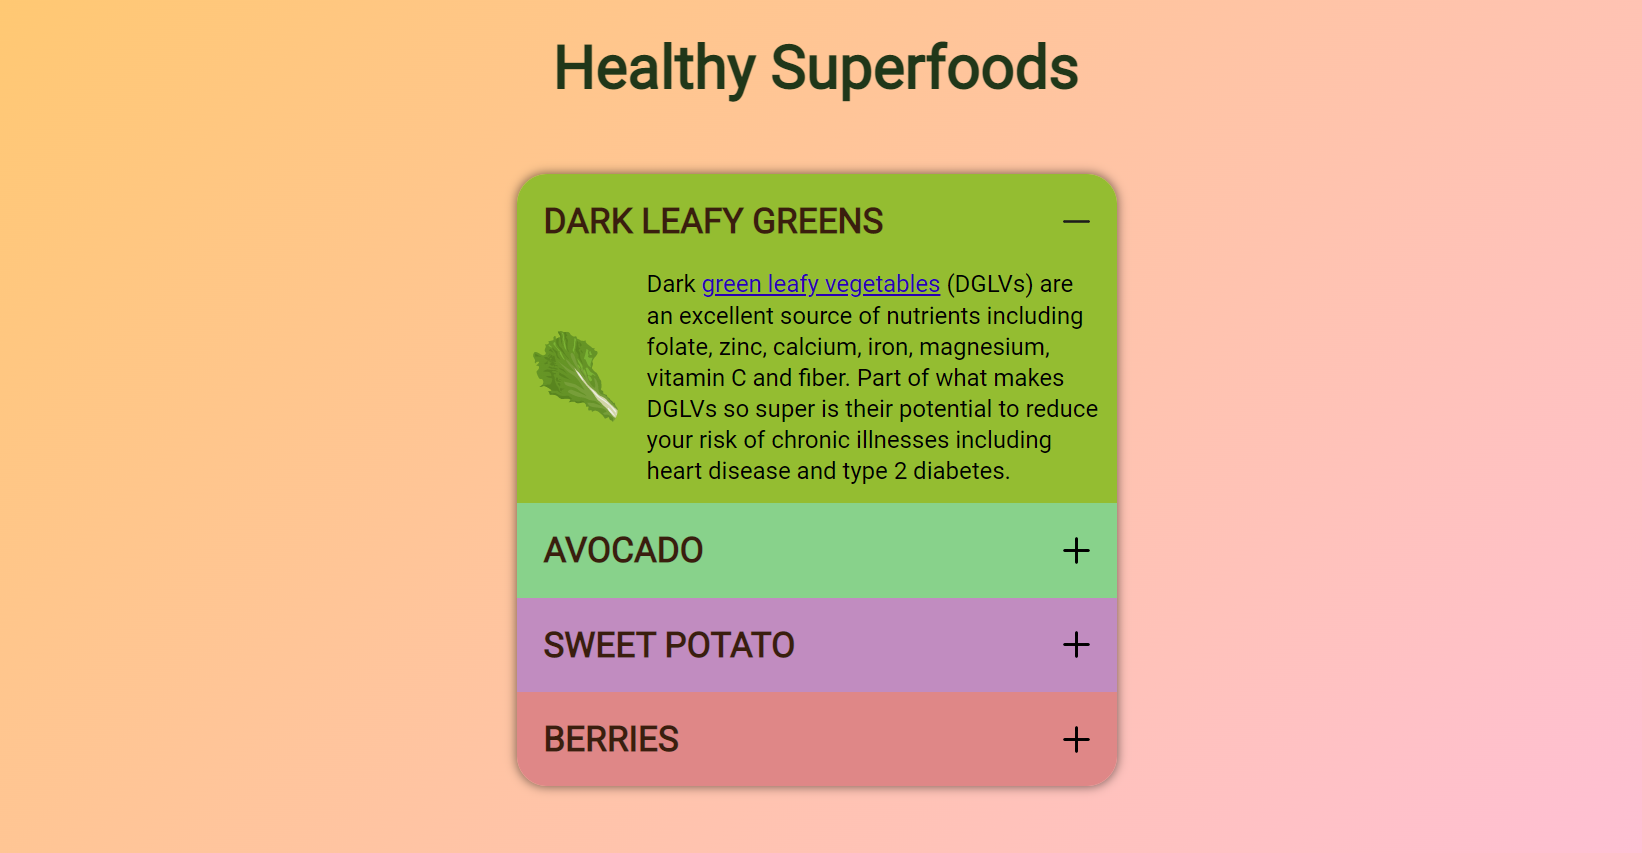 Healthy Superfoods
DARK LEAFY GREENS
Dark green leafy vegetables (DGLVs) are
an excellent source of nutrients including
folate, zinc, calcium, iron, magnesium,
vitamin C and fiber. Part of what makes
DGLVs so super is their potential to reduce
your risk of chronic illnesses including
heart disease and type 2 diabetes.
AVOCADO
SWEET POTATO
BERRIES